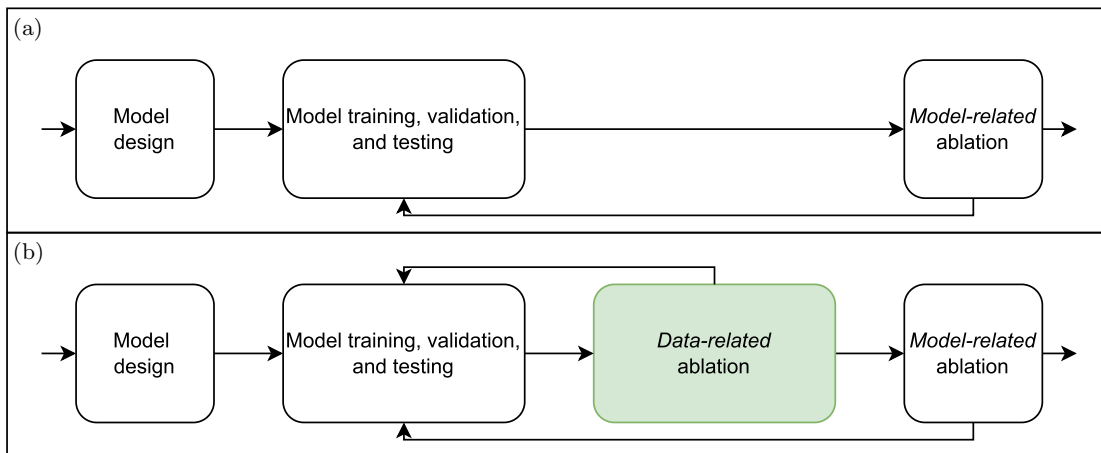 (a)
Model
design
Model training, validation,
and testing
Model-related
ablation
(b)
Model
design
Model training, validation,
and testing
Data-related
ablation
Model-related
ablation